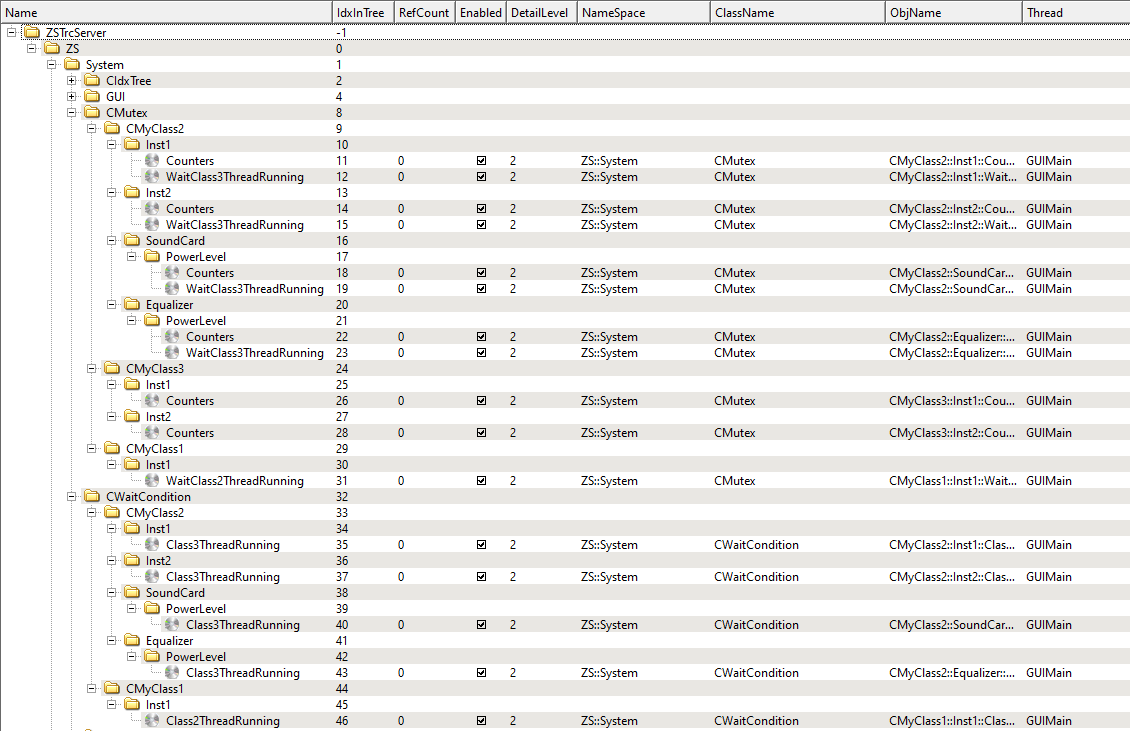 Name IdxInTree RefCount Enabled DetailLevel NameSpace ClassName ObjName Thread
ZSTrcServer -1
ZS 0
System 1
CIdxTree 2
GUI 4
CMutex 8
CMyClass2 9
Inst1 10
Counters 11 0 2 ZS::System CMutex CMyClass2::Inst1::Cou... GUIMain
WaitClass3ThreadRunning 12 0 2 ZS::System CMutex CMyClass2::Inst1::Wait... GUIMain
Inst2 13
Counters 14 0 2 ZS::System CMutex CMyClass2::Inst2::Cou... GUIMain
WaitClass3ThreadRunning 15 0 2 ZS::System CMutex CMyClass2::Inst2::Wait... GUIMain
SoundCard 16
PowerLevel 17
Counters 18 0 2 ZS::System CMutex CMyClass2::SoundCar... GUIMain
WaitClass3ThreadRunning 19 0 2 ZS::System CMutex CMyClass2::SoundCar... GUIMain
Equalizer 20
PowerLevel 21
Counters 22 0 2 ZS::System CMutex CMyClass2::Equalizer::... GUIMain
WaitClass3ThreadRunning 23 0 2 ZS::System CMutex CMyClass2::Equalizer::... GUIMain
CMyClass3 24
Inst1 25
Counters 26 0 2 ZS::System CMutex CMyClass3::Inst1::Cou... GUIMain
Inst2 27
Counters 28 0 2 ZS::System CMutex CMyClass3::Inst2::Cou... GUIMain
CMyClass1 29
Inst1 30
WaitClass2ThreadRunning 31 0 2 ZS::System CMutex CMyClass1::Inst1::Wait... GUIMain
CWaitCondition 32
CMyClass2 33
Inst1 34
Class3ThreadRunning 35 0 2 ZS::System CWaitCondition CMyClass2::Inst1::Clas... GUIMain
Inst2 36
Class3ThreadRunning 37 0 2 ZS::System CWaitCondition CMyClass2::Inst2::Clas... GUIMain
SoundCard 38
PowerLevel 39
Class3ThreadRunning 40 0 2 ZS::System CWaitCondition CMyClass2::SoundCar... GUIMain
Equalizer 41
PowerLevel 42
Class3ThreadRunning 43 0 2 ZS::System CWaitCondition CMyClass2::Equalizer::... GUIMain
CMyClass1 44
Inst1 45
Class2ThreadRunning 46 0 2 ZS::System CWaitCondition CMyClass1::Inst1::Clas... GUIMain